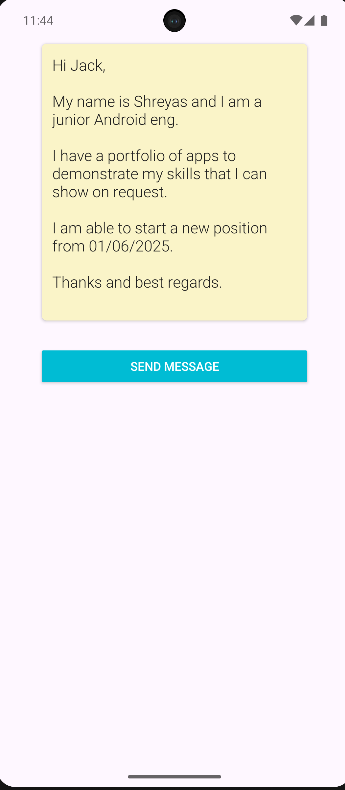 11:44
Hi Jack,
My name is Shreyas and I am a
junior Android eng.
I have a portfolio of apps to
demonstrate my skills that I can
show on request.
I am able to start a new position
from 01/06/2025.
Thanks and best regards.
SEND MESSAGE